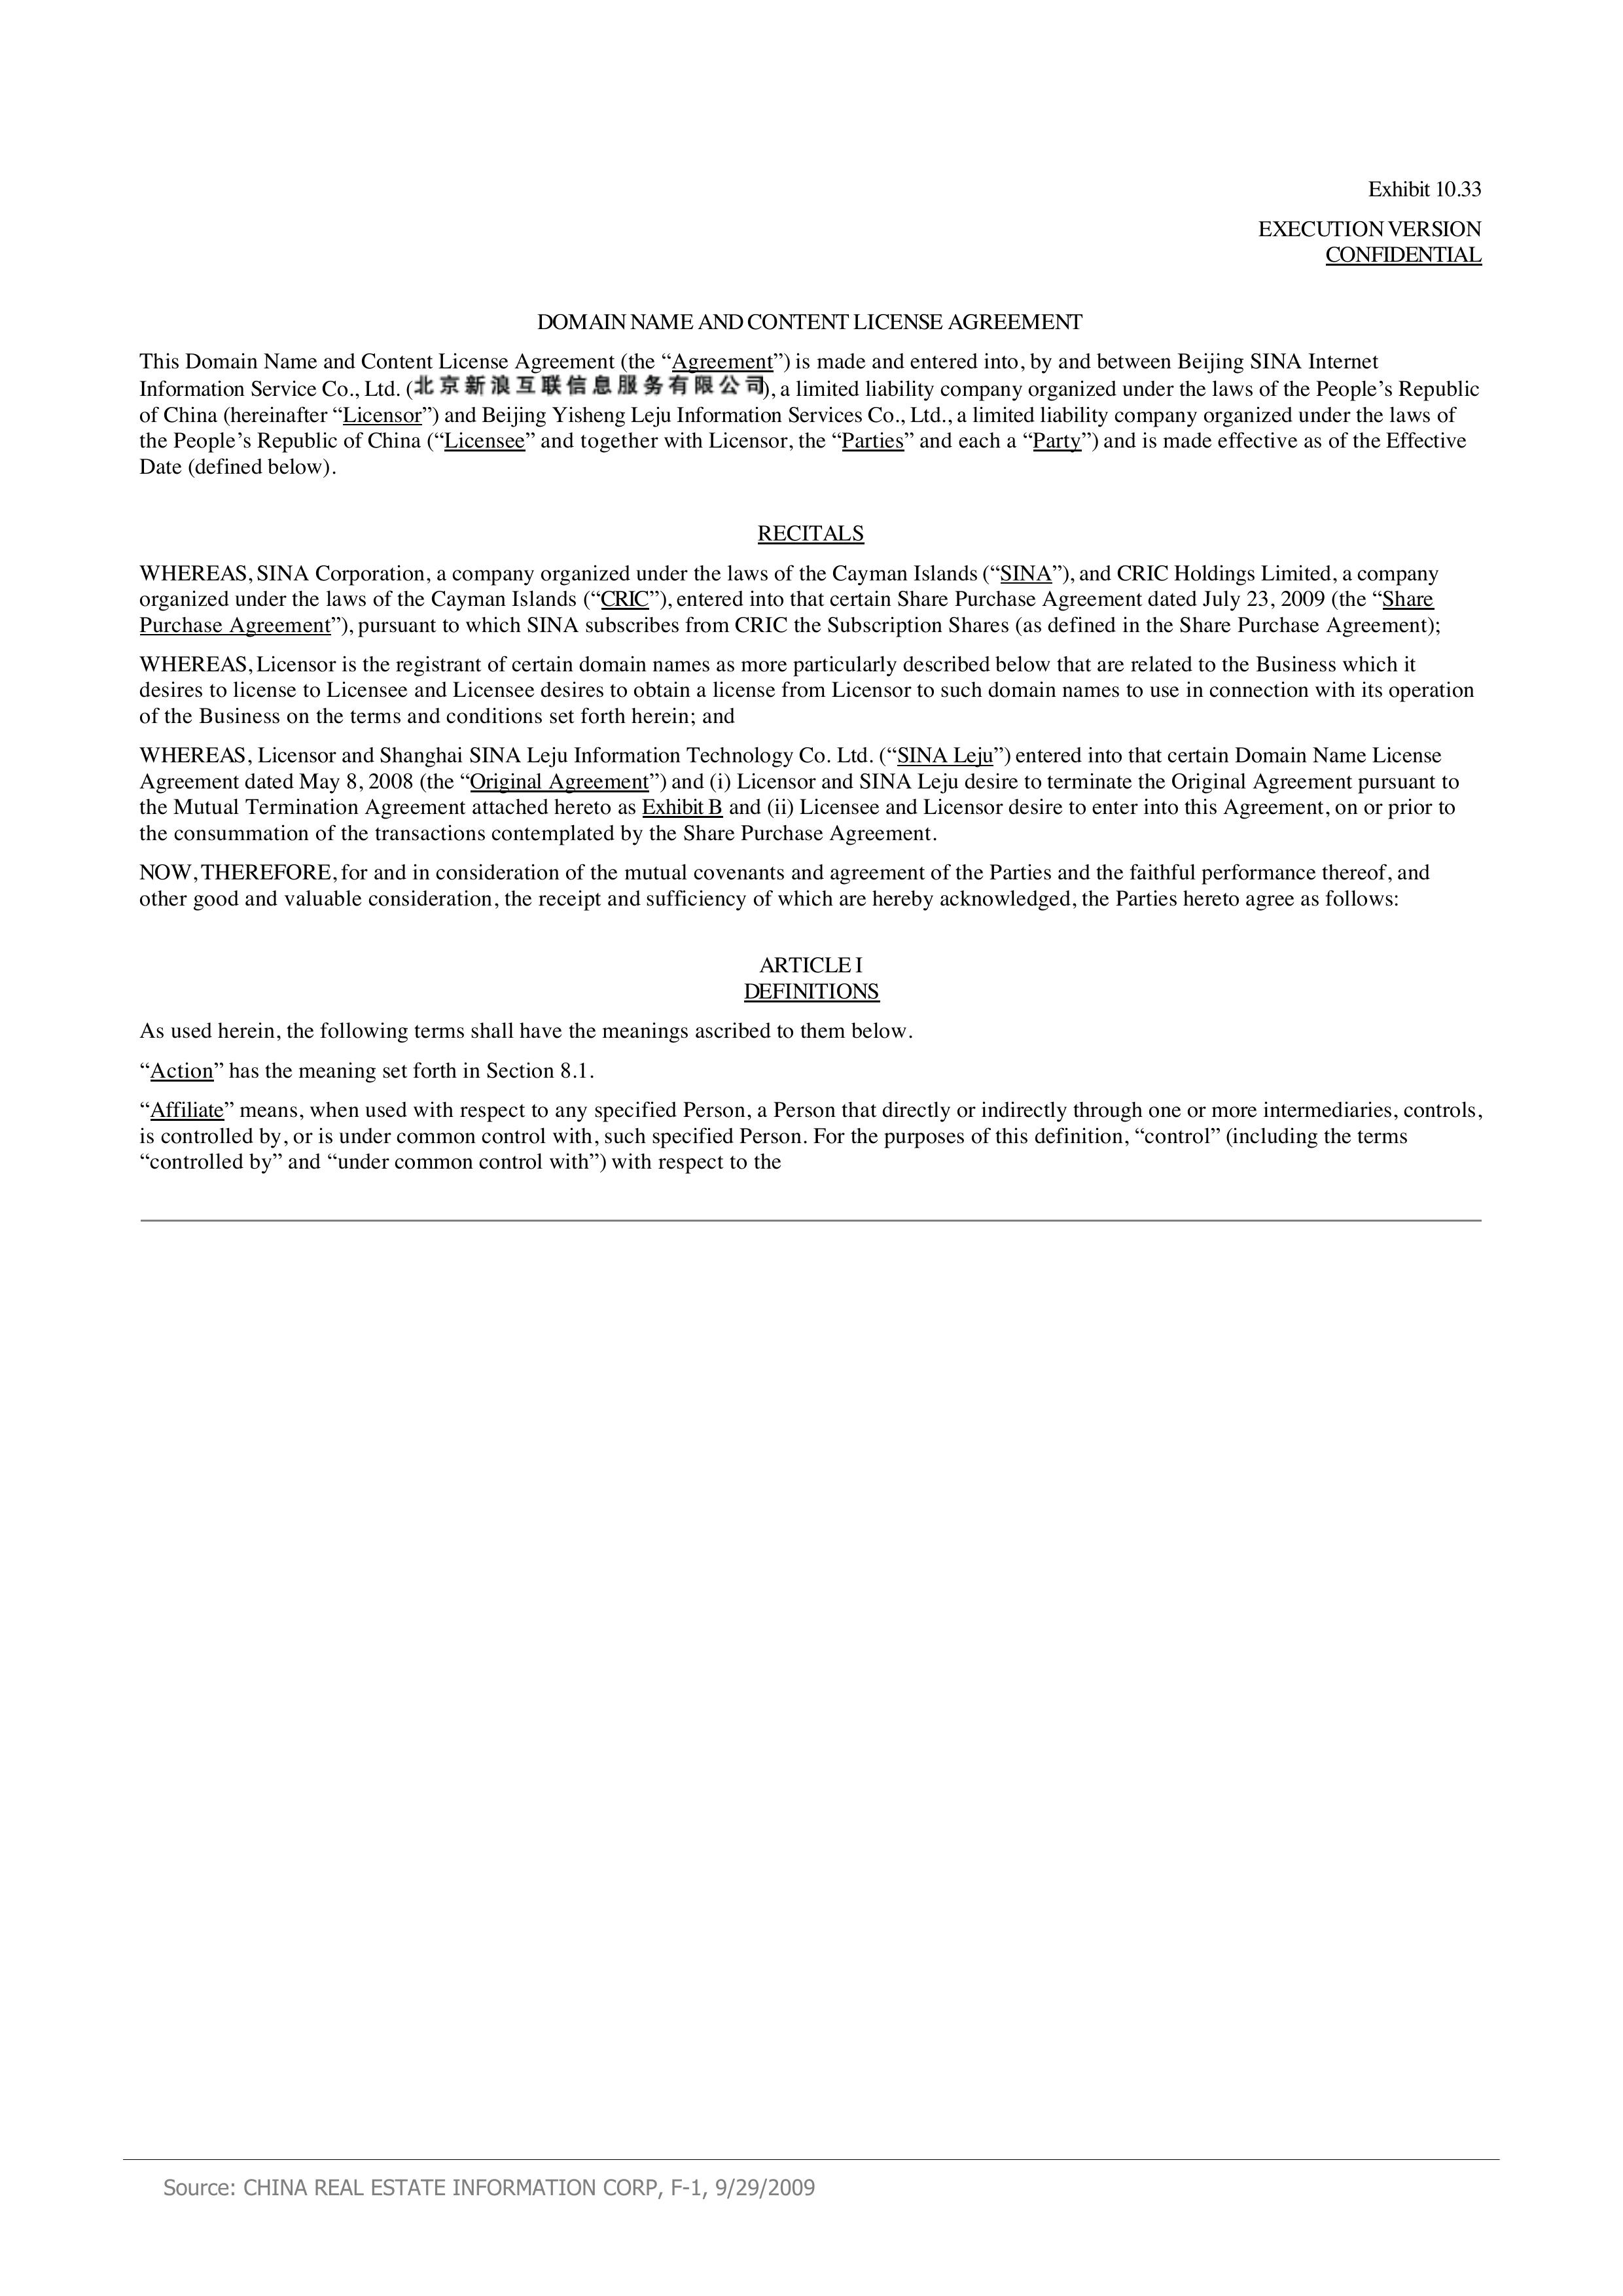 Exhibit 10.33
EXECUTION VERSION
CONFIDENTIAL
DOMAIN NAME AND CONTENT LICENSE AGREEMENT
This Domain Name and Content License Agreement (the “Agreement”) is made and entered into, by and between Beijing SINA Internet
Information Service Co., Ltd. (北京新浪互联信息服务有限公司), a limited liability company organized under the laws of the People’s Republic
of China (hereinafter “Licensor”) and Beijing Yisheng Leju Information Services Co., Ltd., a limited liability company organized under the laws of
the People’s Republic of China (“Licensee” and together with Licensor, the “Parties” and each a “Party”) and is made effective as of the Effective
Date (defined below).
RECITALS
WHEREAS, SINA Corporation, a company organized under the laws of the Cayman Islands (“SINA”), and CRIC Holdings Limited, a company
organized under the laws of the Cayman Islands (“CRIC”), entered into that certain Share Purchase Agreement dated July 23, 2009 (the “Share
Purchase Agreement”), pursuant to which SINA subscribes from CRIC the Subscription Shares (as defined in the Share Purchase Agreement);
WHEREAS, Licensor is the registrant of certain domain names as more particularly described below that are related to the Business which it
desires to license to Licensee and Licensee desires to obtain a license from Licensor to such domain names to use in connection with its operation
of the Business on the terms and conditions set forth herein; and
WHEREAS, Licensor and Shanghai SINA Leju Information Technology Co. Ltd. (“SINA Leju”) entered into that certain Domain Name License
Agreement dated May 8, 2008 (the “Original Agreement”) and (i) Licensor and SINA Leju desire to terminate the Original Agreement pursuant to
the Mutual Termination Agreement attached hereto as Exhibit B and (ii) Licensee and Licensor desire to enter into this Agreement, on or prior to
the consummation of the transactions contemplated by the Share Purchase Agreement.
NOW, THEREFORE, for and in consideration of the mutual covenants and agreement of the Parties and the faithful performance thereof, and
other good and valuable consideration, the receipt and sufficiency of which are hereby acknowledged, the Parties hereto agree as follows:
ARTICLE I
DEFINITIONS
As used herein, the following terms shall have the meanings ascribed to them below.
“Action” has the meaning set forth in Section 8.1.
“Affiliate” means, when used with respect to any specified Person, a Person that directly or indirectly through one or more intermediaries, controls,
is controlled by, or is under common control with, such specified Person. For the purposes of this definition, “control” (including the terms
“controlled by” and “under common control with”) with respect to the
Source: CHINA REAL ESTATE INFORMATION CORP, F-1, 9/29/2009